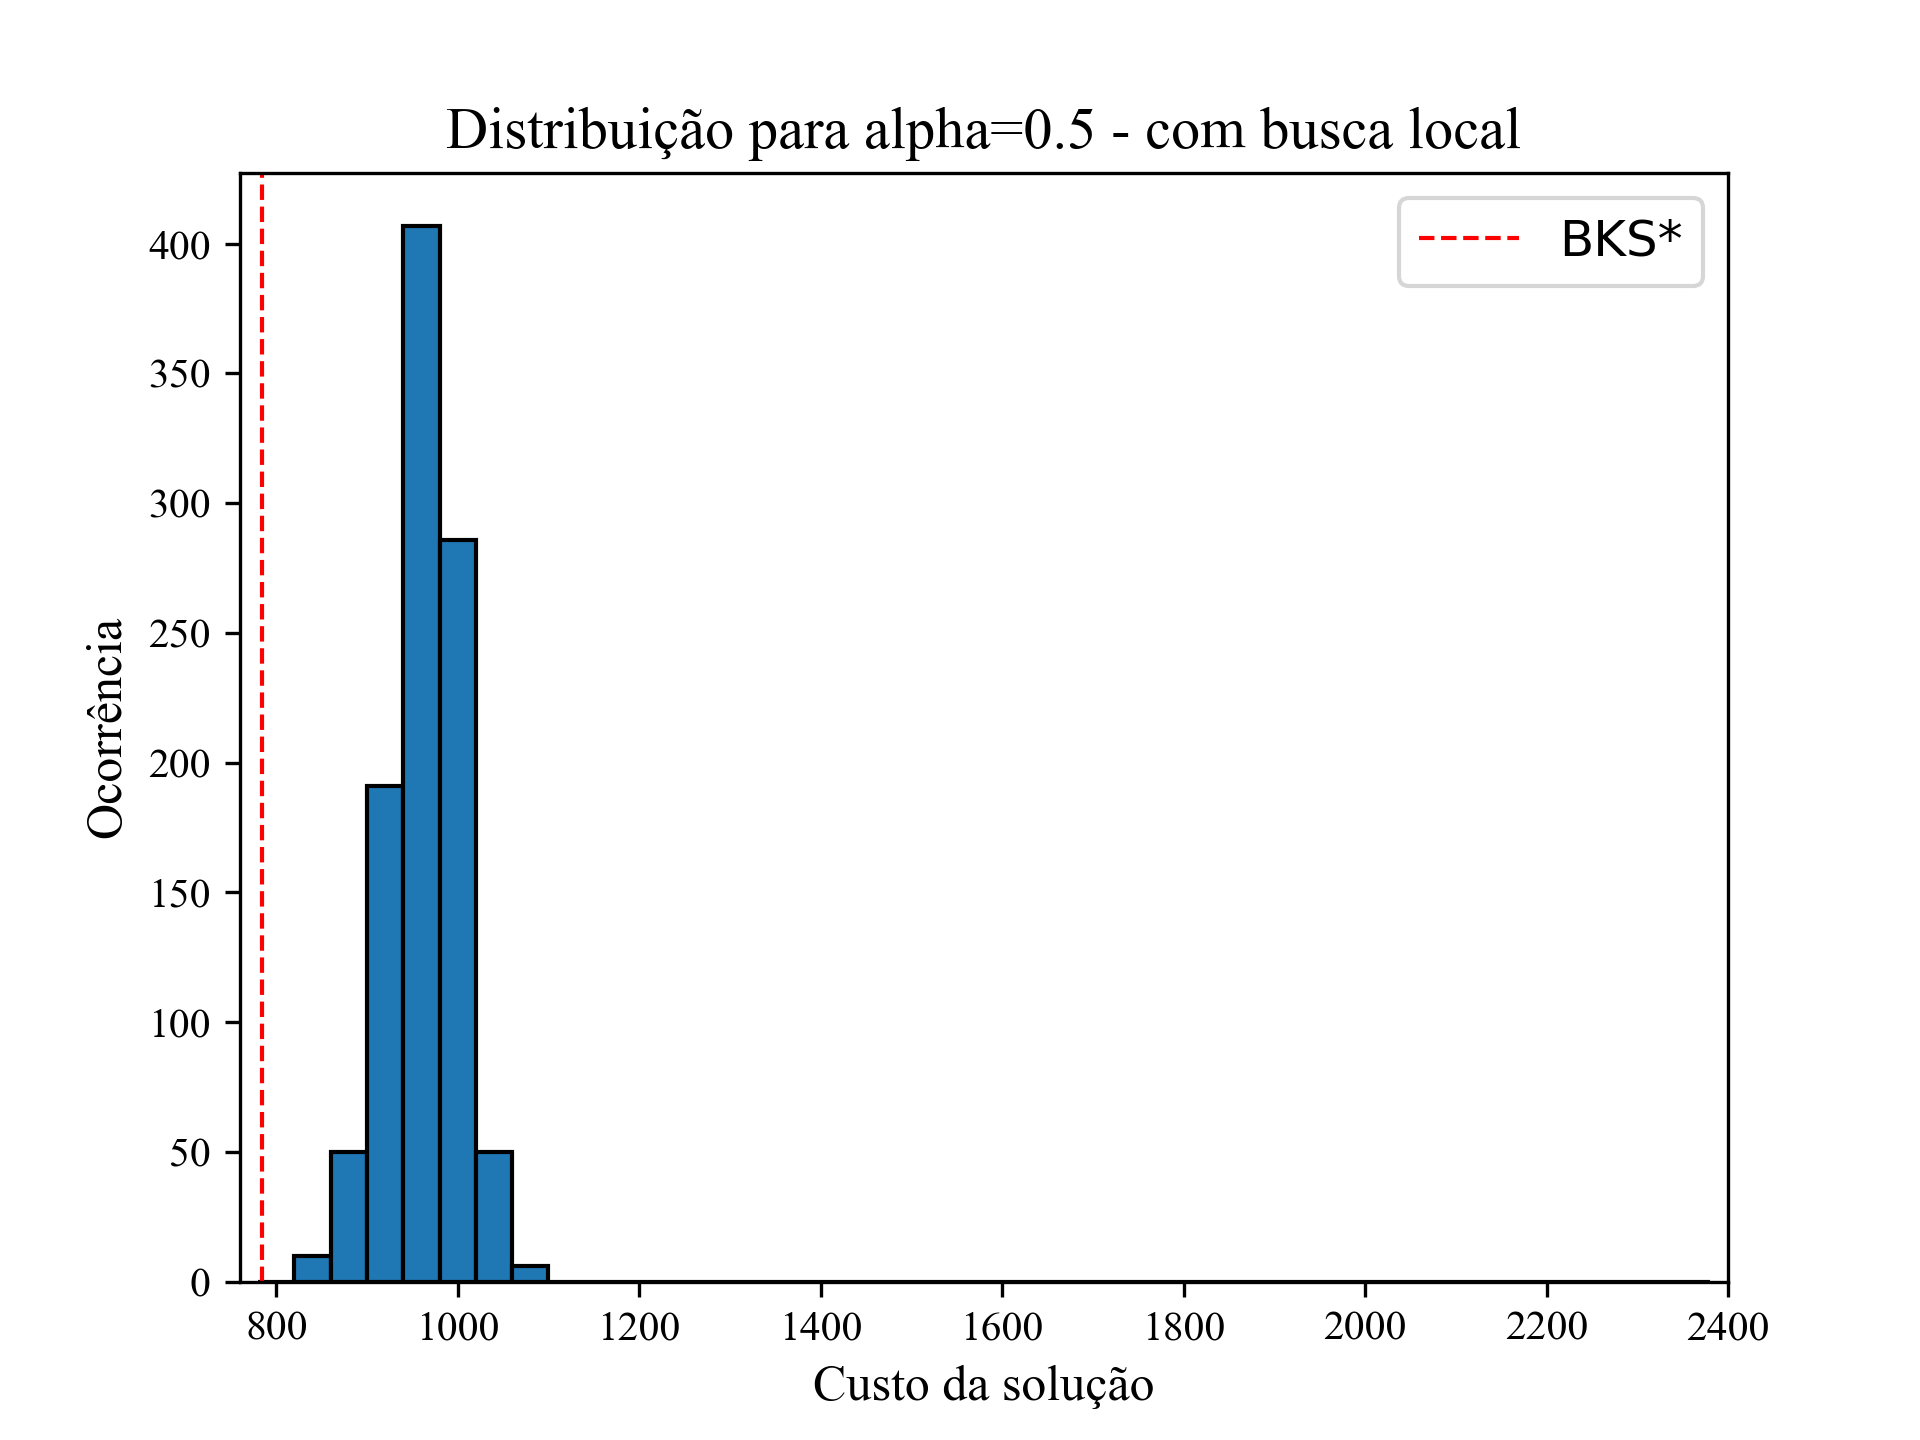 Distribuição para alpha=0.5 - com busca local
BKS*
400
350
300
250
200
150
100
50
0
Ocorrência
800 1000 1200 1400 1600 1800 2000 2200 2400
Custo da solução